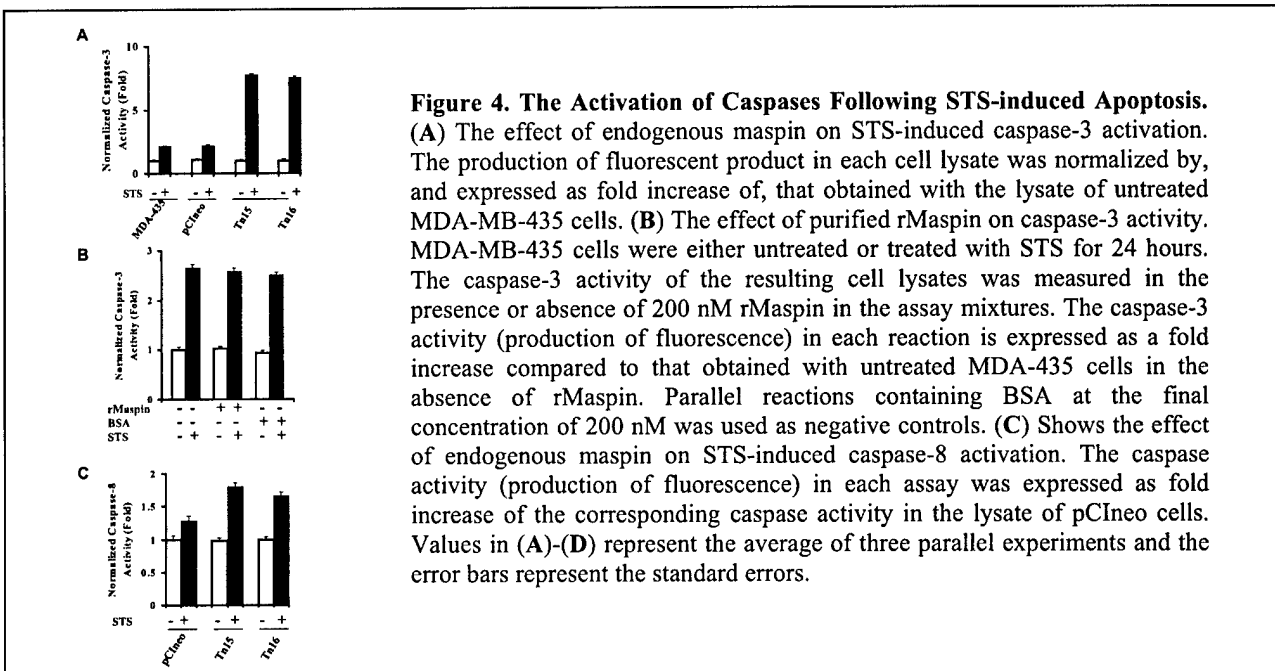 A
10
5
0
Normalized Caspase-3
Activity (Fold)
STS - + - + - + - +
MDA-435 pCIneo Tn15 Tn16
B
3
2
1
0
Normalized Caspase-3
Activity (Fold)
rMaspin - - + + - -
BSA - - - - + +
STS - + - + - +
C
2
1.5
1
0.5
0
Normalized Caspase-8
Activity (Fold)
STS - + - + - +
pCIneo Tn15 Tn16
Figure 4. The Activation of Caspases Following STS-induced Apoptosis.
(A) The effect of endogenous maspin on STS-induced caspase-3 activation.
The production of fluorescent product in each cell lysate was normalized by,
and expressed as fold increase of, that obtained with the lysate of untreated
MDA-MB-435 cells. (B) The effect of purified rMaspin on caspase-3 activity.
MDA-MB-435 cells were either untreated or treated with STS for 24 hours.
The caspase-3 activity of the resulting cell lysates was measured in the
presence or absence of 200 nM rMaspin in the assay mixtures. The caspase-3
activity (production of fluorescence) in each reaction is expressed as a fold
increase compared to that obtained with untreated MDA-435 cells in the
absence of rMaspin. Parallel reactions containing BSA at the final
concentration of 200 nM was used as negative controls. (C) Shows the effect
of endogenous maspin on STS-induced caspase-8 activation. The caspase
activity (production of fluorescence) in each assay was expressed as fold
increase of the corresponding caspase activity in the lysate of pCIneo cells.
Values in (A)-(D) represent the average of three parallel experiments and the
error bars represent the standard errors.